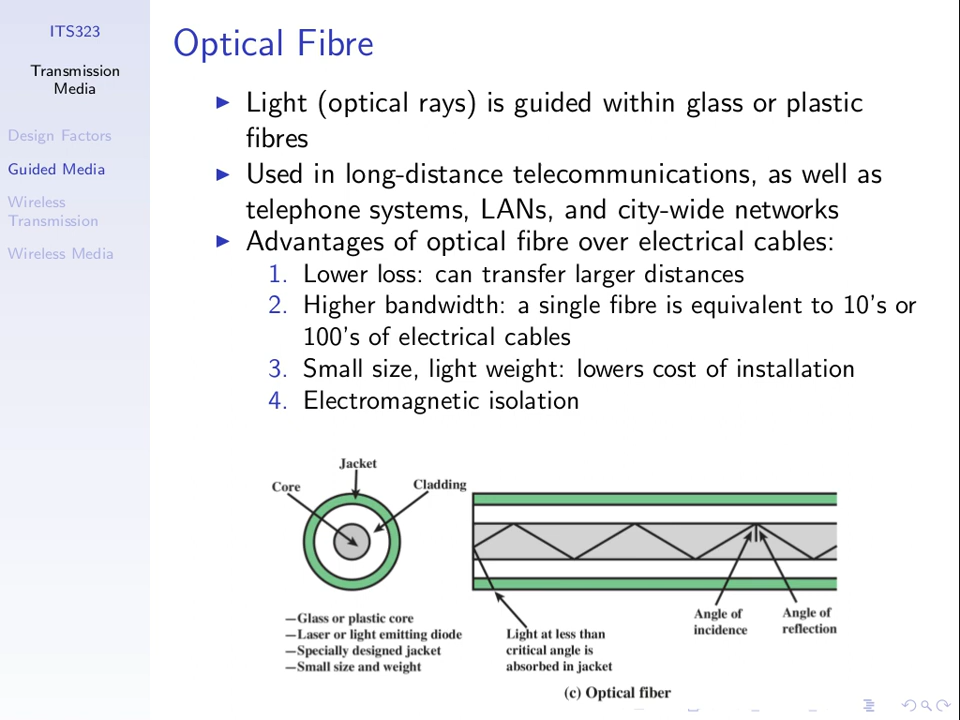 ITS323
Transmission
Media
Design Factors
Guided Media
Wireless
Transmission
Wireless Media
Optical Fibre
Light (optical rays) is guided within glass or plastic
fibres
Used in long-distance telecommunications, as well as
telephone systems, LANs, and city-wide networks
Advantages of optical fibre over electrical cables:
1. Lower loss: can transfer larger distances
2. Higher bandwidth: a single fibre is equivalent to 10's or
100's of electrical cables
3. Small size, light weight: lowers cost of installation
4. Electromagnetic isolation
Jacket
Core
Cladding
—Glass or plastic core
—Laser or light emitting diode
—Specially designed jacket
—Small size and weight
Light at less than
critical angle is
absorbed in jacket
Angle of
incidence
Angle of
reflection
(c) Optical fiber